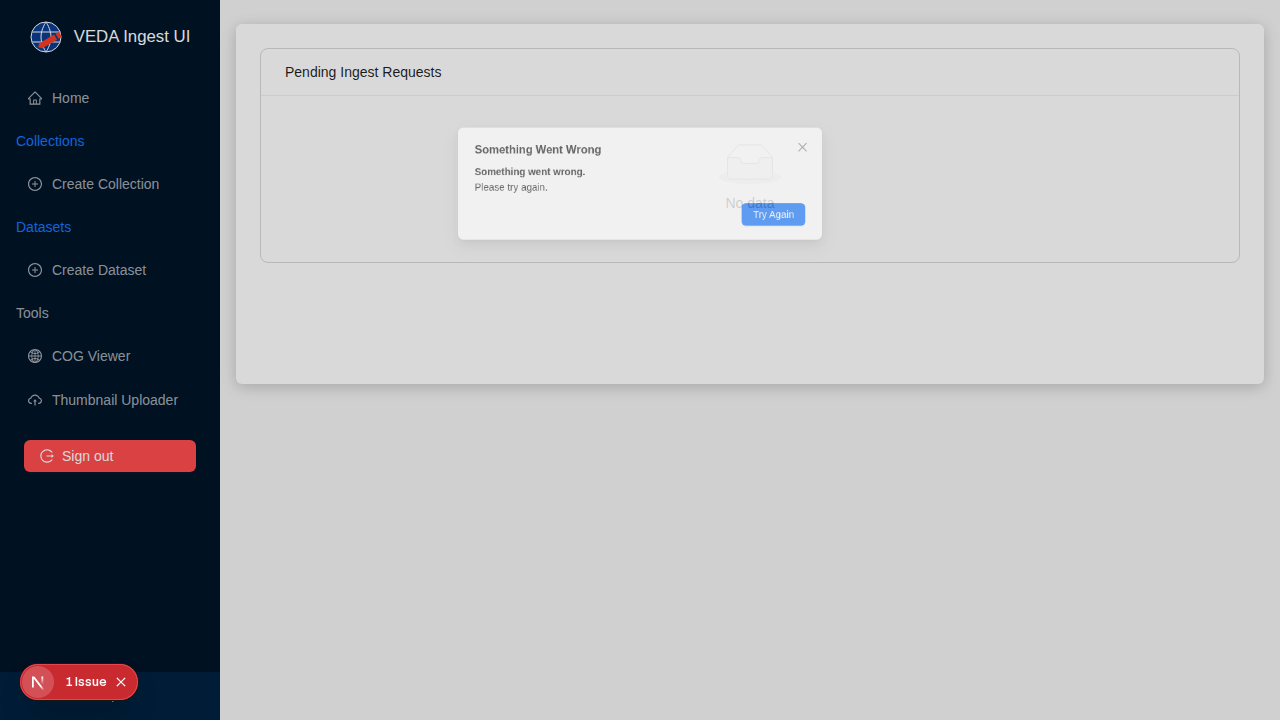 VEDA Ingest UI
Home
Collections
Create Collection
Datasets
Create Dataset
Tools
COG Viewer
Thumbnail Uploader
Sign out
1 Issue
Pending Ingest Requests
Something Went Wrong
Something went wrong.
Please try again.
No data
Try Again